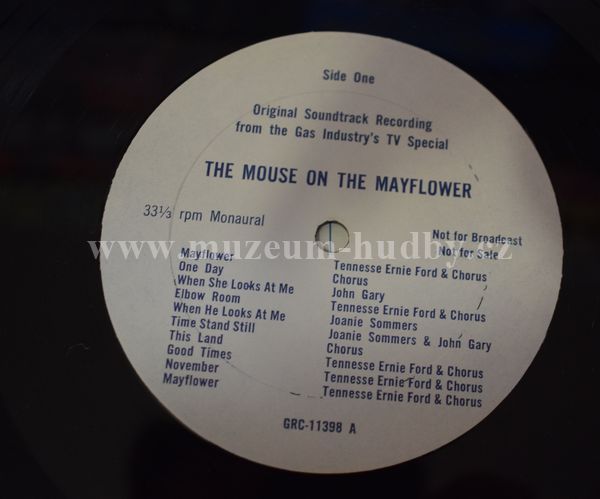 Side One
Original Soundtrack Recording
from the Gas Industry's TV Special
THE MOUSE ON THE MAYFLOWER
33⅓ rpm Monaural
Not for Broadcast
Not for Sale
www.muzeum-hudby.cz
Mayflower Tennesse Ernie Ford & Chorus
One Day Chorus
When She Looks At Me John Gary
Elbow Room Tennesse Ernie Ford & Chorus
When He Looks At Me Joanie Sommers
Time Stand Still Joanie Sommers & John Gary
This Land Chorus
Good Times Tennesse Ernie Ford & Chorus
November Tennesse Ernie Ford & Chorus
Mayflower Tennesse Ernie Ford & Chorus
GRC-11398 A